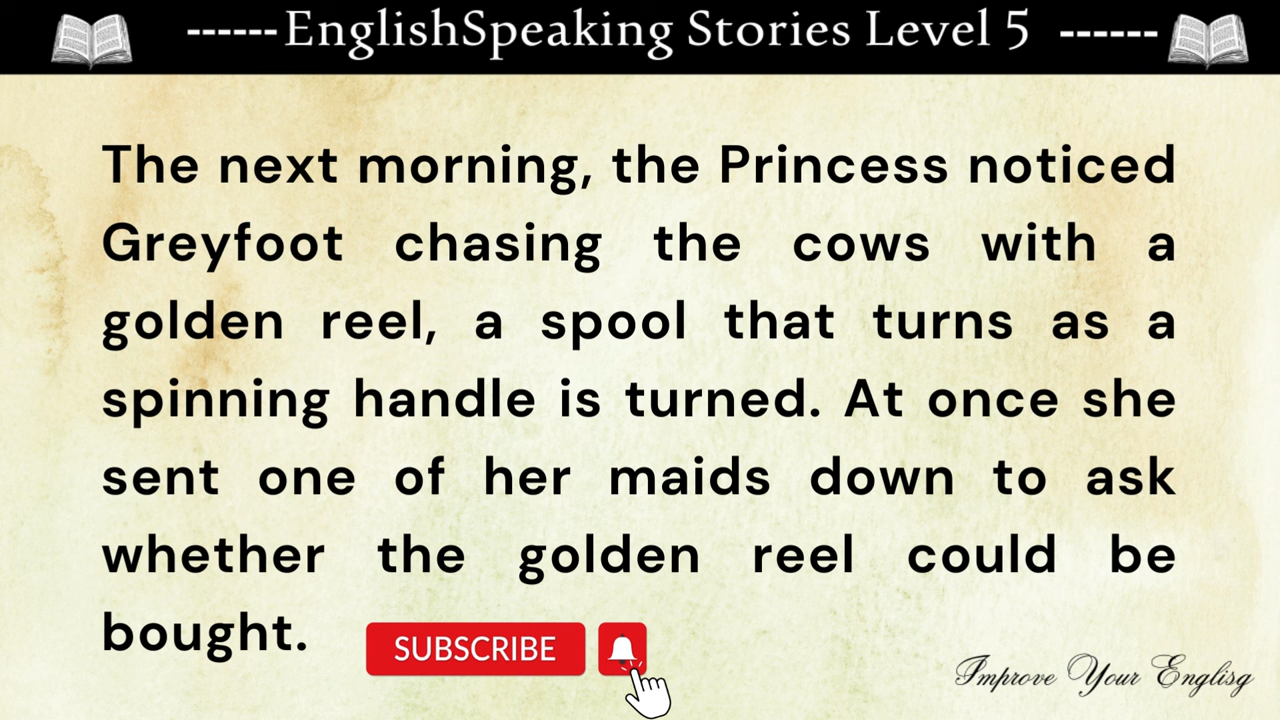 ------EnglishSpeaking Stories Level 5 ------
The next morning, the Princess noticed
Greyfoot chasing the cows with a
golden reel, a spool that turns as a
spinning handle is turned. At once she
sent one of her maids down to ask
whether the golden reel could be
bought.
SUBSCRIBE
Improve Your Englisg